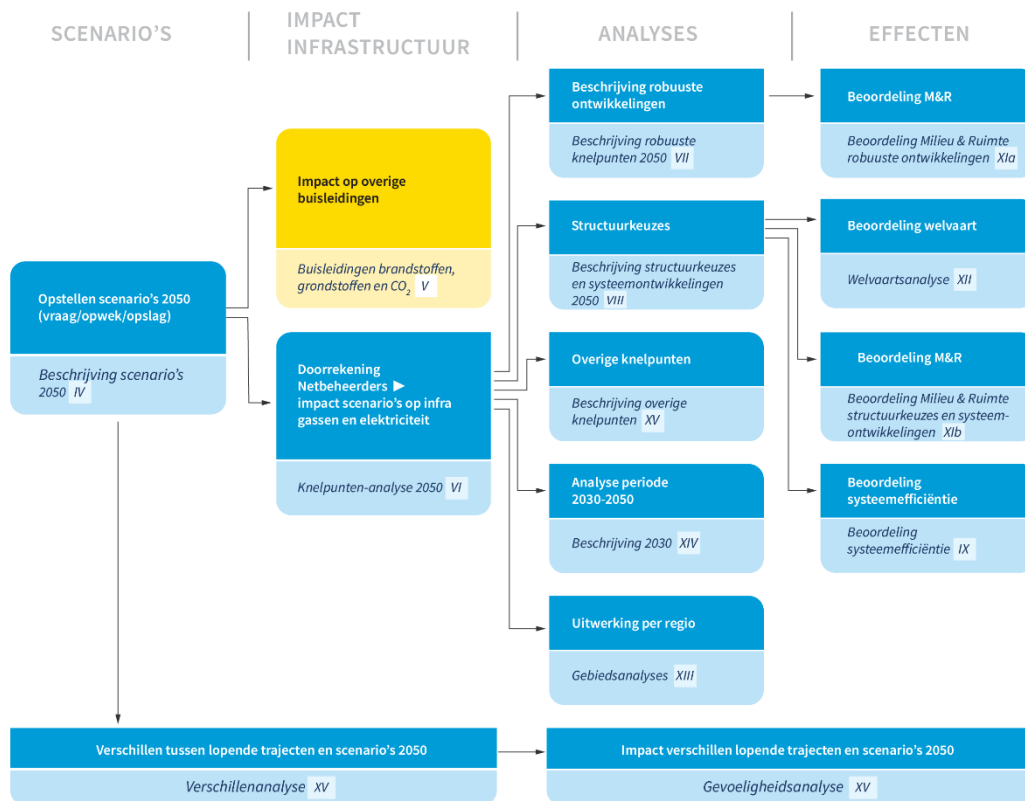 SCENARIO'S
IMPACT
INFRASTRUCTUUR
ANALYSES
EFFECTEN
Opstellen scenario's 2050
(vraag/opwek/opslag)
Beschrijving scenario's
2050 IV
Impact op overige
buisleidingen
Buisleidingen brandstoffen,
grondstoffen en CO₂ V
Doorrekening
Netbeheerders ▶
impact scenario's op infra
gassen en elektriciteit
Knelpunten-analyse 2050 VI
Beschrijving robuuste
ontwikkelingen
Beschrijving robuuste
knelpunten 2050 VII
Structuurkeuzes
Beschrijving structuurkeuzes
en systeemontwikkelingen
2050 VIII
Overige knelpunten
Beschrijving overige
knelpunten XV
Analyse periode
2030-2050
Beschrijving 2030 XIV
Uitwerking per regio
Gebiedsanalyses XIII
Beoordeling M&R
Beoordeling Milieu & Ruimte
robuuste ontwikkelingen XIa
Beoordeling welvaart
Welvaartsanalyse XII
Beoordeling M&R
Beoordeling Milieu & Ruimte
structuurkeuzes en systeem-
ontwikkelingen XIb
Beoordeling
systeemefficiëntie
Beoordeling
systeemefficiëntie IX
Verschillen tussen lopende trajecten en scenario's 2050
Verschillenanalyse XV
Impact verschillen lopende trajecten en scenario's 2050
Gevoeligheidsanalyse XV